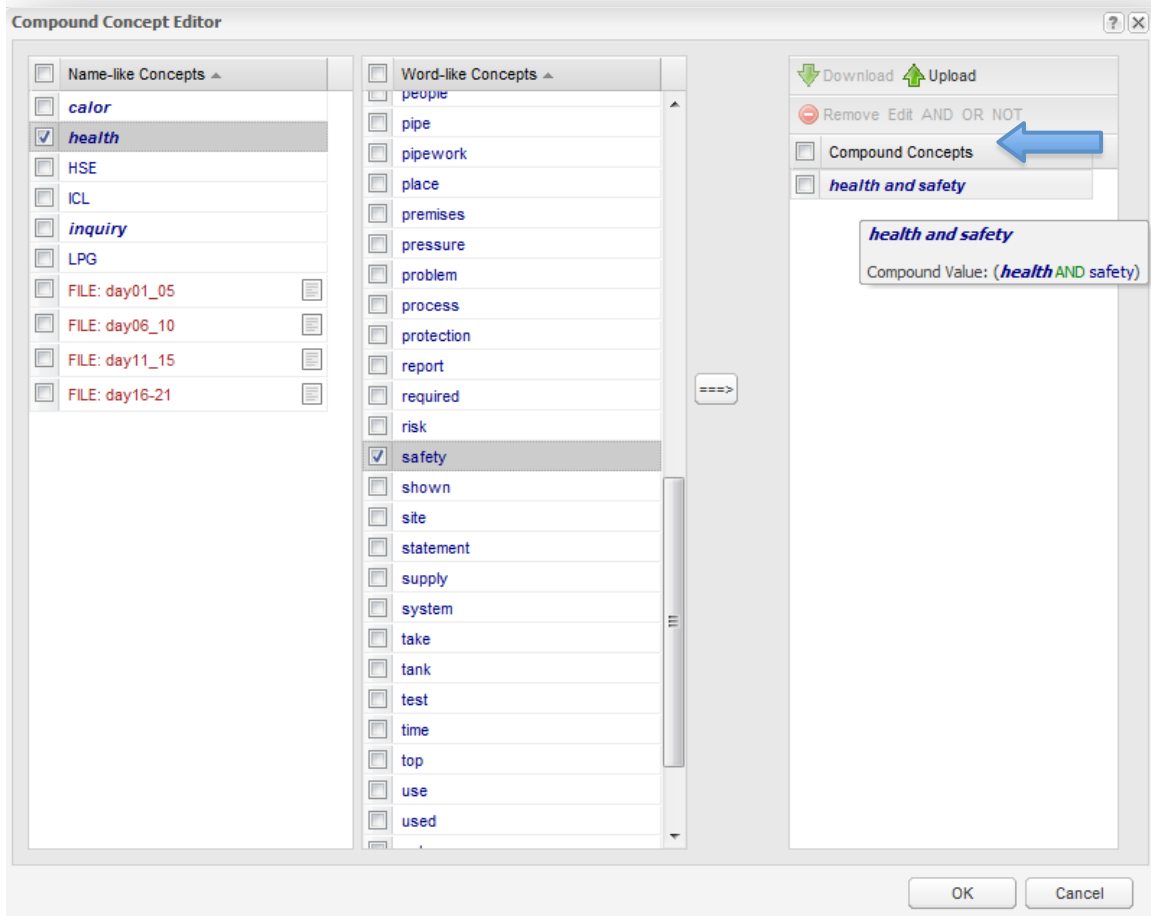 Compound Concept Editor
Name-like Concepts
calor
health
HSE
ICL
inquiry
LPG
FILE: day01_05
FILE: day06_10
FILE: day11_15
FILE: day16-21
Word-like Concepts
people
pipe
pipework
place
premises
pressure
problem
process
protection
report
required
risk
safety
shown
site
statement
supply
system
take
tank
test
time
top
use
used
===>
Download Upload
Remove Edit AND OR NOT
Compound Concepts
health and safety
health and safety
Compound Value: (health AND safety)
OK Cancel